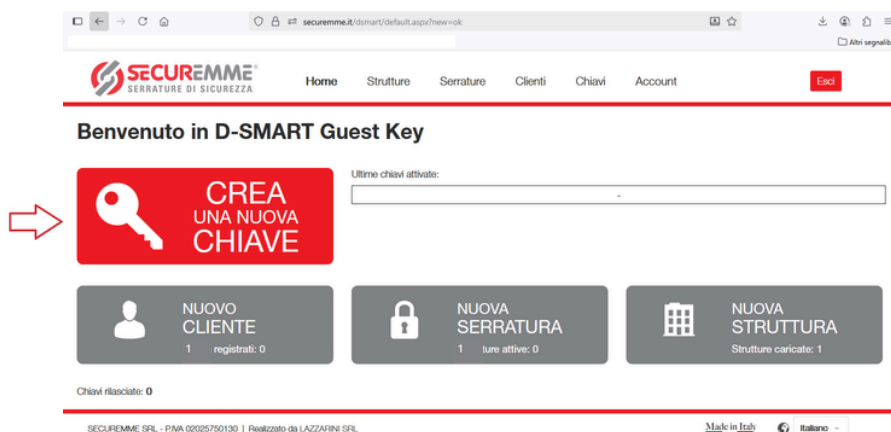 securemme.it/dsmart/default.aspx?new=ok
Altri segnalib
SECUREMME®
SERRATURE DI SICUREZZA
Home Strutture Serrature Clienti Chiavi Account Esci
Benvenuto in D-SMART Guest Key
CREA
UNA NUOVA
CHIAVE
Ultime chiavi attivate:
-
NUOVO
CLIENTE
1 registrati: 0
NUOVA
SERRATURA
1 ture attive: 0
NUOVA
STRUTTURA
Strutture caricate: 1
Chiavi rilasciate: 0
SECUREMME SRL - P.IVA 02025750130 | Realizzato da LAZZARINI SRL
Made in Italy
Italiano